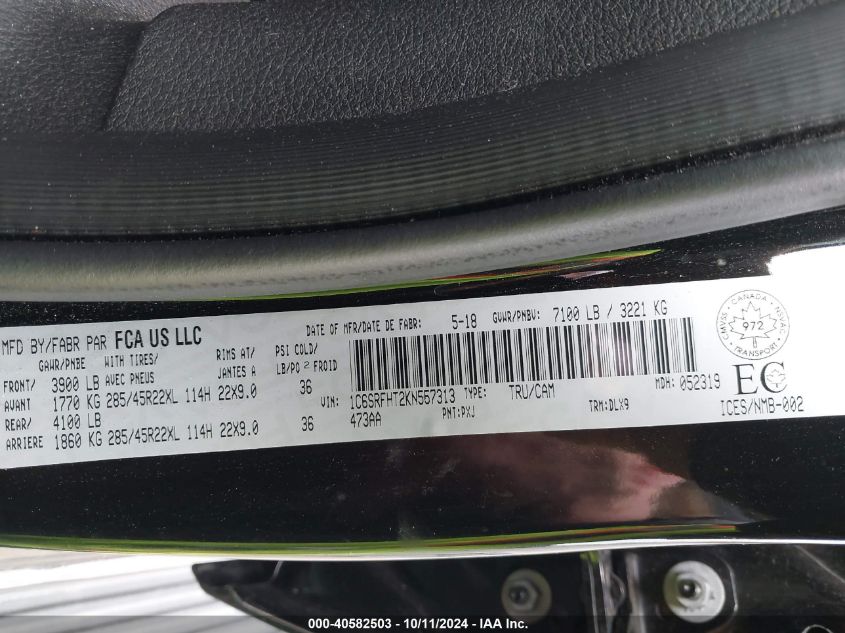 MFD BY/FABR PAR FCA US LLC
DATE OF MFR/DATE DE FABR: 5-18 GVWR/PNBV: 7100 LB / 3221 KG
GAWR/PNBE WITH TIRES/ RIMS AT/ PSI COLD/
AVEC PNEUS JANTES A LB/PO² FROID
FRONT/ 3900 LB
AVANT 1770 KG 285/45R22XL 114H 22X9.0 36
REAR/ 4100 LB
ARRIERE 1860 KG 285/45R22XL 114H 22X9.0 36
VIN: 1C6SRFHT2KN557313 TYPE: TRU/CAM MDH: 052319
473AA PNT:PXJ TRM:DLX9
CANADA
CMVSS NSVAC
972
TRANSPORT
EC
ICES/NMB-002
000-40582503 - 10/11/2024 - IAA Inc.